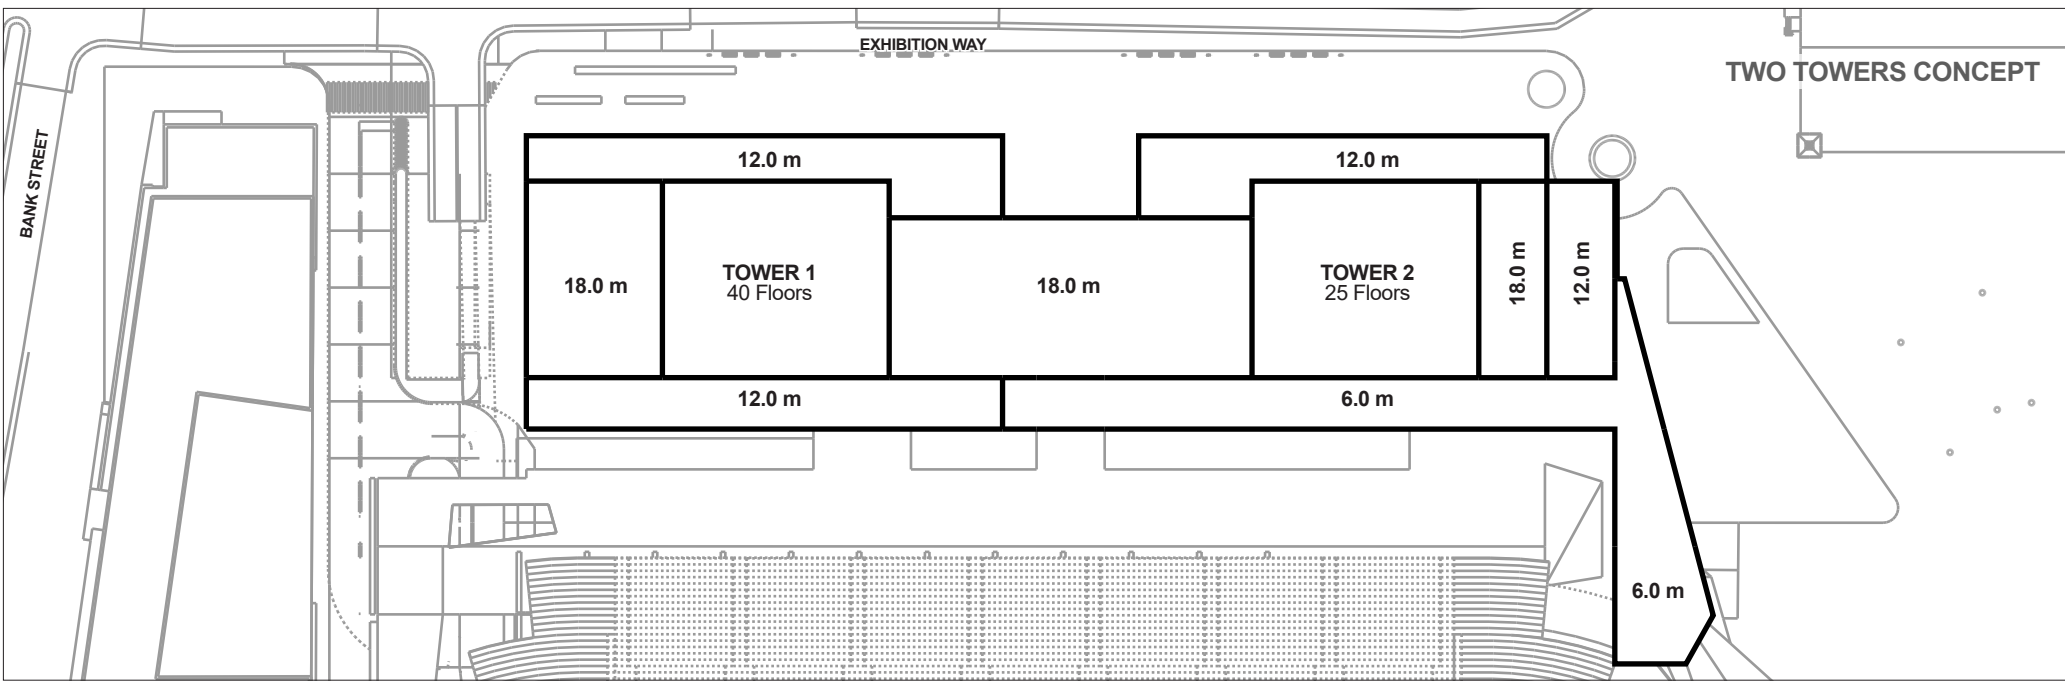 EXHIBITION WAY
TWO TOWERS CONCEPT
BANK STREET
12.0 m
12.0 m
18.0 m
TOWER 1
40 Floors
18.0 m
TOWER 2
25 Floors
18.0 m
12.0 m
12.0 m
6.0 m
6.0 m